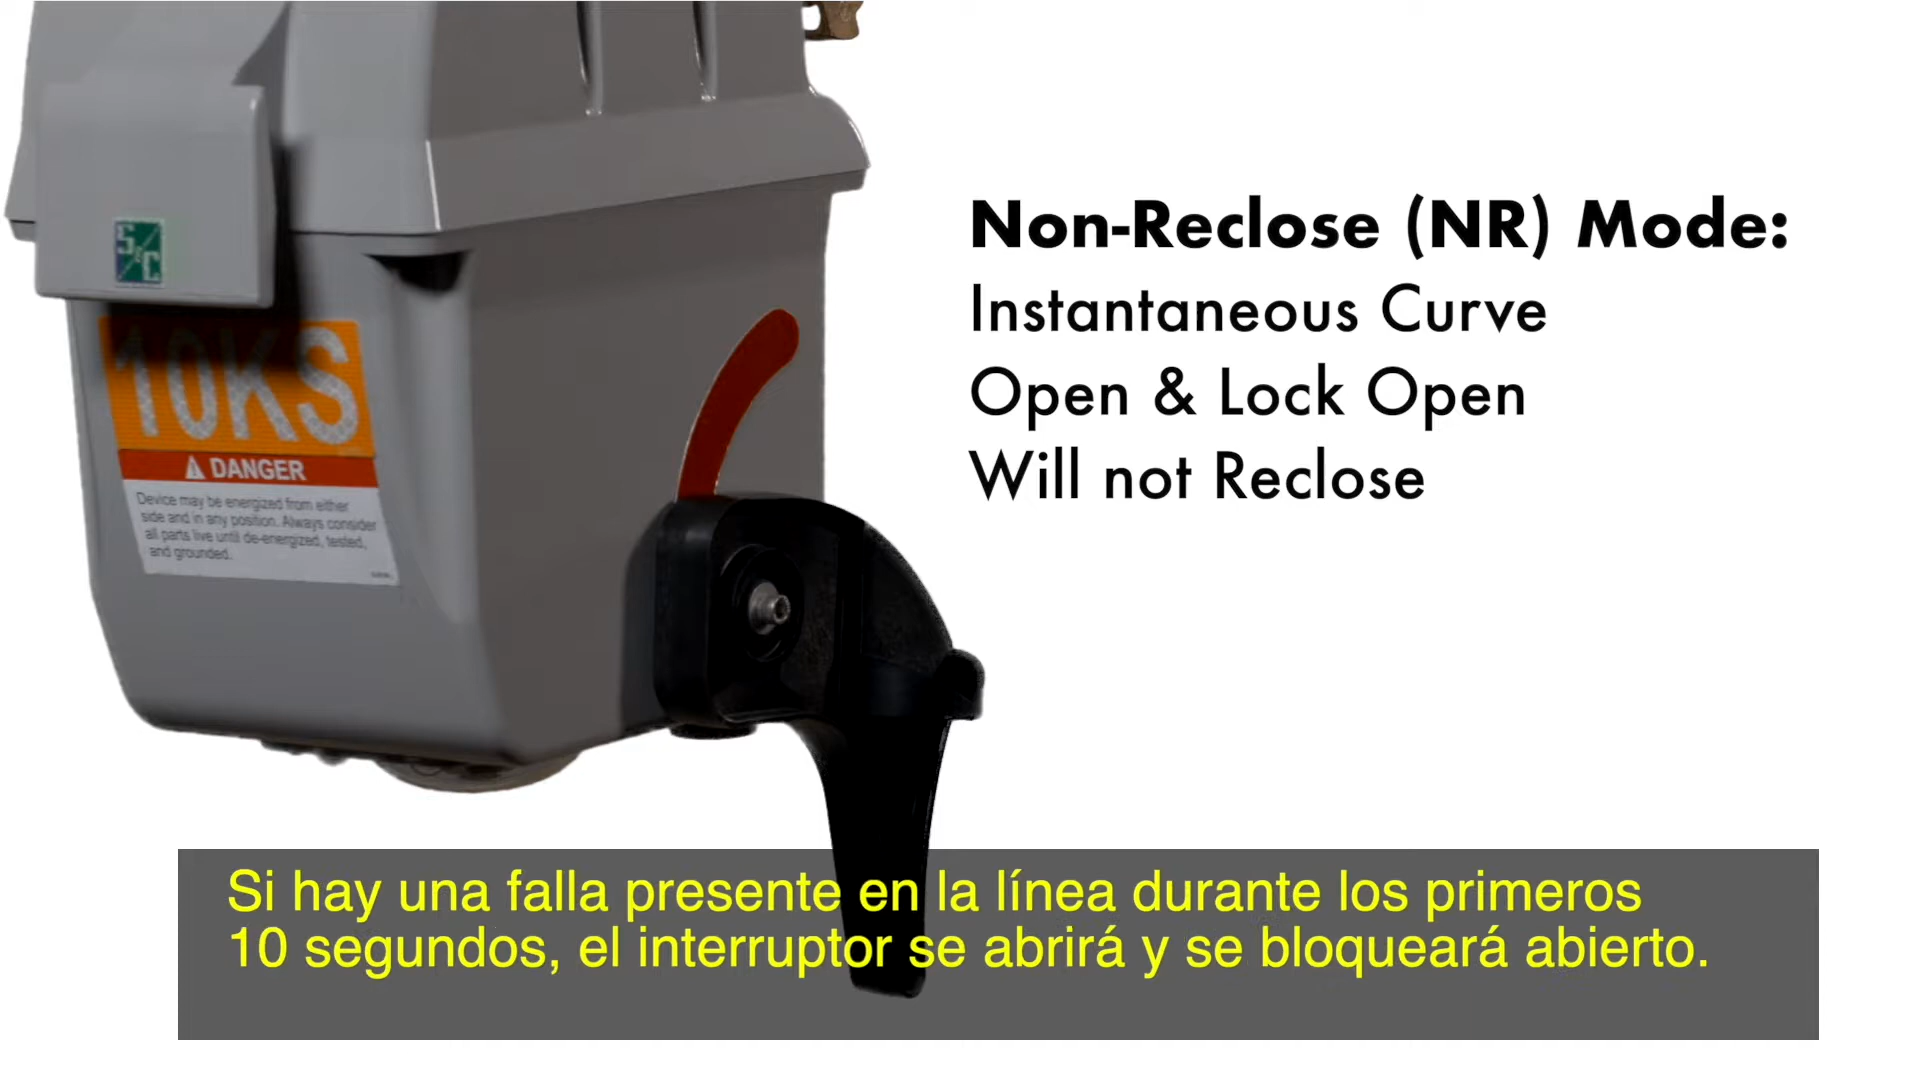 Non-Reclose (NR) Mode:
Instantaneous Curve
Open & Lock Open
Will not Reclose
S&C
10KS
⚠ DANGER
Device may be energized from either
side and in any position. Always consider
all parts live until de-energized, tested,
and grounded.
Si hay una falla presente en la línea durante los primeros
10 segundos, el interruptor se abrirá y se bloqueará abierto.